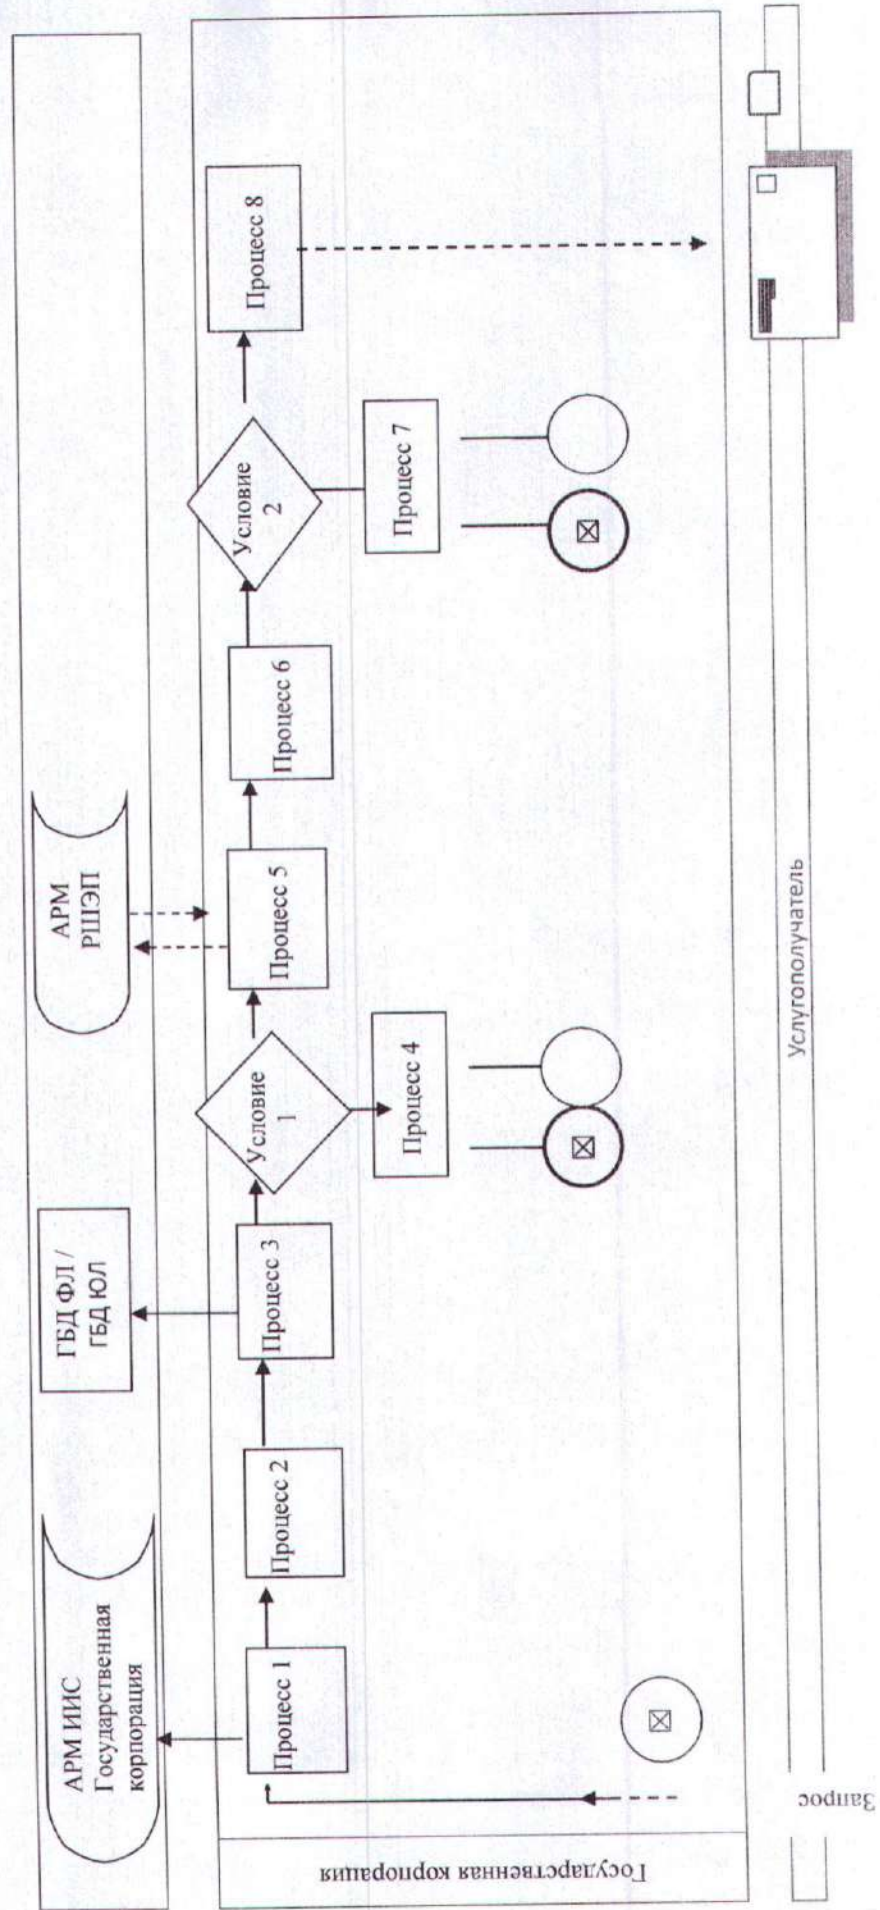 АРМ ИИС
Государственная
корпорация
ГБД ФЛ /
ГБД ЮЛ
АРМ
РШЭП
Государственная корпорация
Процесс 1
Процесс 2
Процесс 3
Условие
1
Процесс 4
Процесс 5
Процесс 6
Условие
2
Процесс 7
Процесс 8
Запрос
Услугополучатель